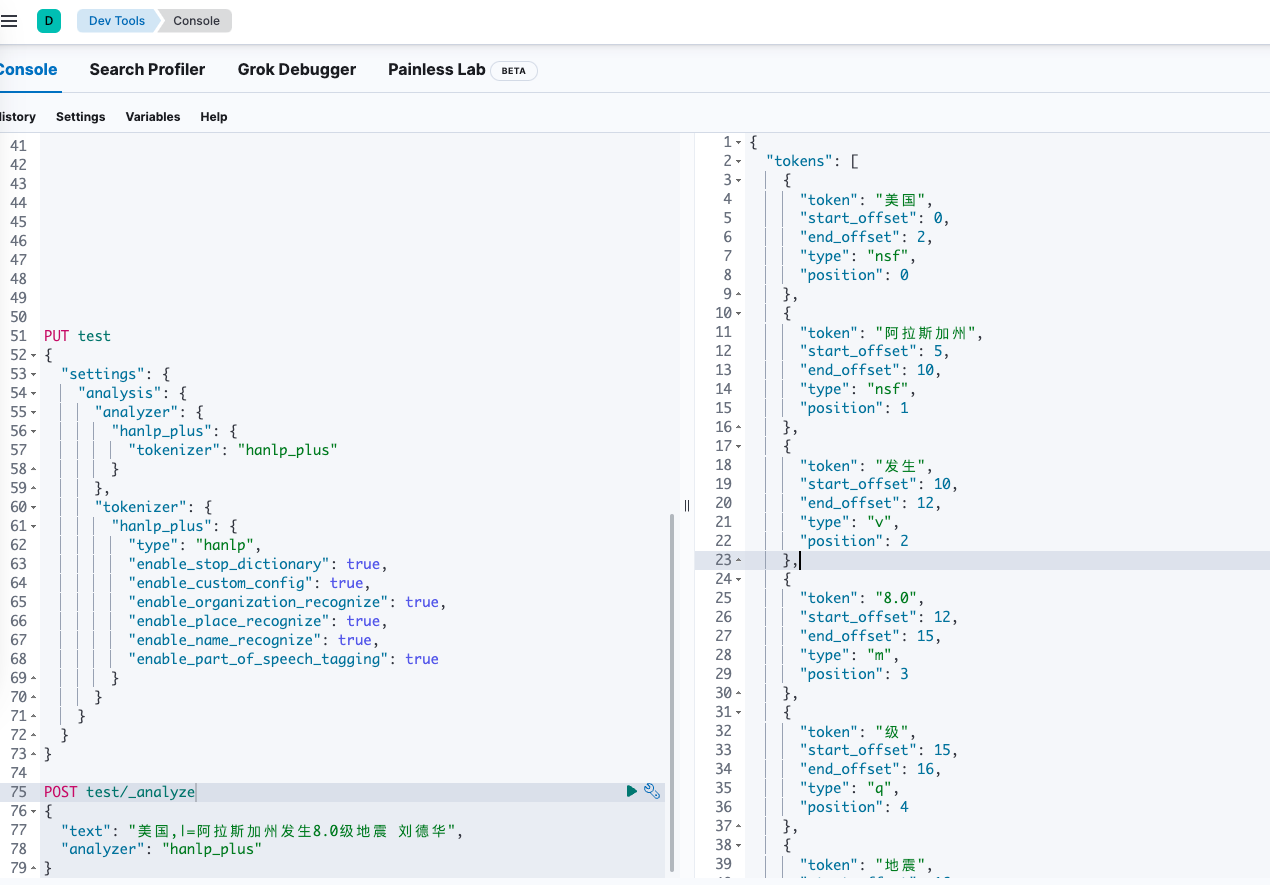 D Dev Tools Console
Console Search Profiler Grok Debugger Painless Lab BETA
History Settings Variables Help
41
42
43
44
45
46
47
48
49
50
51 PUT test
52 {
53 "settings": {
54 "analysis": {
55 "analyzer": {
56 "hanlp_plus": {
57 "tokenizer": "hanlp_plus"
58 }
59 },
60 "tokenizer": {
61 "hanlp_plus": {
62 "type": "hanlp",
63 "enable_stop_dictionary": true,
64 "enable_custom_config": true,
65 "enable_organization_recognize": true,
66 "enable_place_recognize": true,
67 "enable_name_recognize": true,
68 "enable_part_of_speech_tagging": true
69 }
70 }
71 }
72 }
73 }
74
75 POST test/_analyze
76 {
77 "text": "美国,|=阿拉斯加州发生8.0级地震 刘德华",
78 "analyzer": "hanlp_plus"
79 }
1 {
2 "tokens": [
3 {
4 "token": "美国",
5 "start_offset": 0,
6 "end_offset": 2,
7 "type": "nsf",
8 "position": 0
9 },
10 {
11 "token": "阿拉斯加州",
12 "start_offset": 5,
13 "end_offset": 10,
14 "type": "nsf",
15 "position": 1
16 },
17 {
18 "token": "发生",
19 "start_offset": 10,
20 "end_offset": 12,
21 "type": "v",
22 "position": 2
23 },
24 {
25 "token": "8.0",
26 "start_offset": 12,
27 "end_offset": 15,
28 "type": "m",
29 "position": 3
30 },
31 {
32 "token": "级",
33 "start_offset": 15,
34 "end_offset": 16,
35 "type": "q",
36 "position": 4
37 },
38 {
39 "token": "地震",